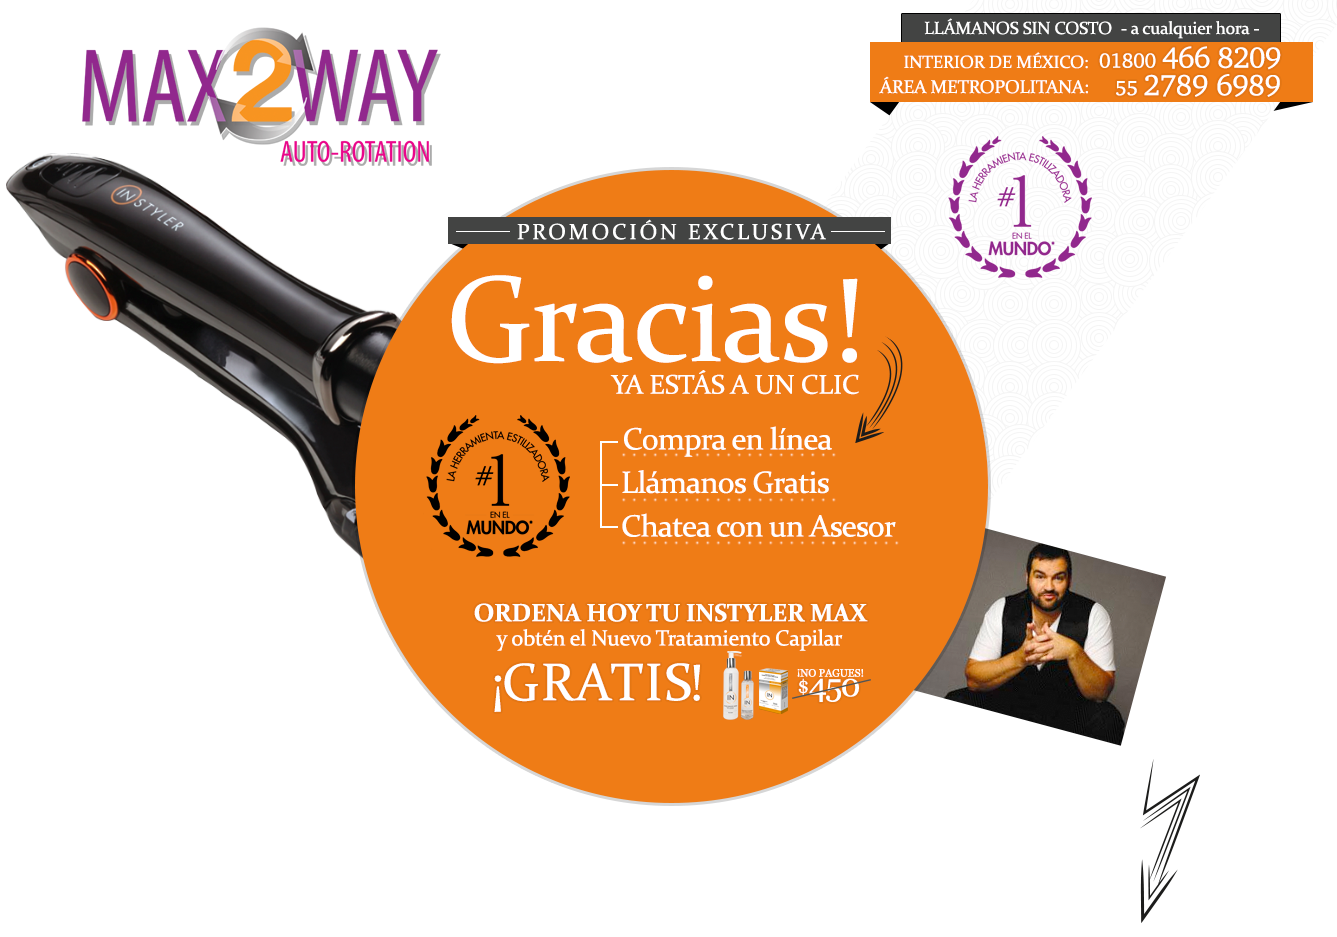 MAX2WAY
AUTO-ROTATION
LLÁMANOS SIN COSTO - a cualquier hora -
INTERIOR DE MÉXICO: 01800 466 8209
ÁREA METROPOLITANA: 55 2789 6989
LA HERRAMIENTA ESTILIZADORA
#1
EN EL
MUNDO*
INSTYLER
PROMOCIÓN EXCLUSIVA
Gracias!
YA ESTÁS A UN CLIC
LA HERRAMIENTA ESTILIZADORA
#1
EN EL
MUNDO*
Compra en línea
Llámanos Gratis
Chatea con un Asesor
ORDENA HOY TU INSTYLER MAX
y obtén el Nuevo Tratamiento Capilar
¡GRATIS!
¡NO PAGUES!
$450
IN
IN
IN